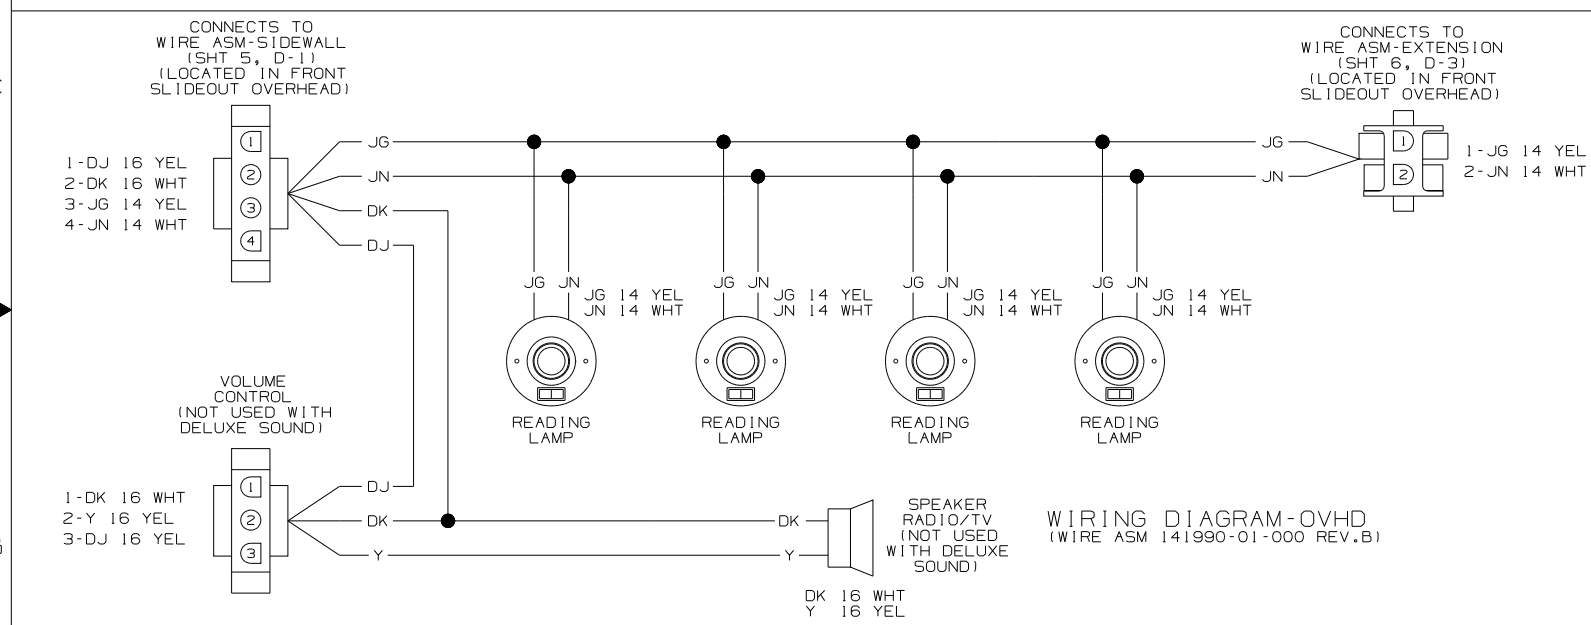 CONNECTS TO
WIRE ASM-SIDEWALL
(SHT 5, D-1)
(LOCATED IN FRONT
SLIDEOUT OVERHEAD)
1-DJ 16 YEL
2-DK 16 WHT
3-JG 14 YEL
4-JN 14 WHT
1
2
3
4
JG
JN
DK
DJ
CONNECTS TO
WIRE ASM-EXTENSION
(SHT 6, D-3)
(LOCATED IN FRONT
SLIDEOUT OVERHEAD)
JG
JN
1
2
1-JG 14 YEL
2-JN 14 WHT
JG JN
JG 14 YEL
JN 14 WHT
READING
LAMP
JG JN
JG 14 YEL
JN 14 WHT
READING
LAMP
JG JN
JG 14 YEL
JN 14 WHT
READING
LAMP
JG JN
JG 14 YEL
JN 14 WHT
READING
LAMP
VOLUME
CONTROL
(NOT USED WITH
DELUXE SOUND)
1-DK 16 WHT
2-Y 16 YEL
3-DJ 16 YEL
1
2
3
DJ
DK
Y
DK
Y
SPEAKER
RADIO/TV
(NOT USED
WITH DELUXE
SOUND)
DK 16 WHT
Y 16 YEL
WIRING DIAGRAM-OVHD
(WIRE ASM 141990-01-000 REV.B)